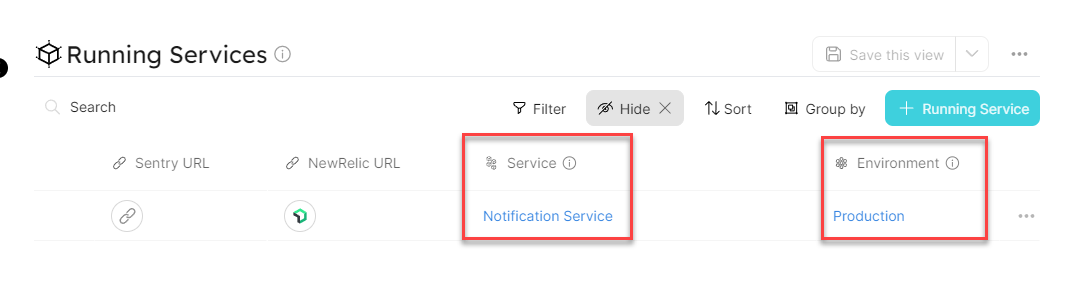 Running Services
Save this view
Search
Filter
Hide
Sort
Group by
Running Service
Sentry URL
NewRelic URL
Service
Environment
Notification Service
Production